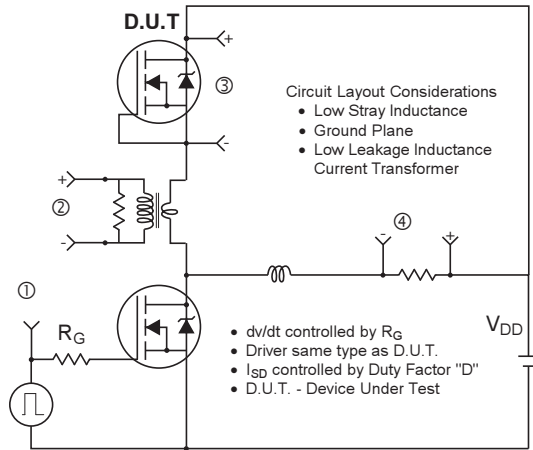 D.U.T
+
③
-
Circuit Layout Considerations
• Low Stray Inductance
• Ground Plane
• Low Leakage Inductance
Current Transformer
+
②
-
④
-
+
①
RG
VDD
• dv/dt controlled by RG
• Driver same type as D.U.T.
• ISD controlled by Duty Factor "D"
• D.U.T. - Device Under Test